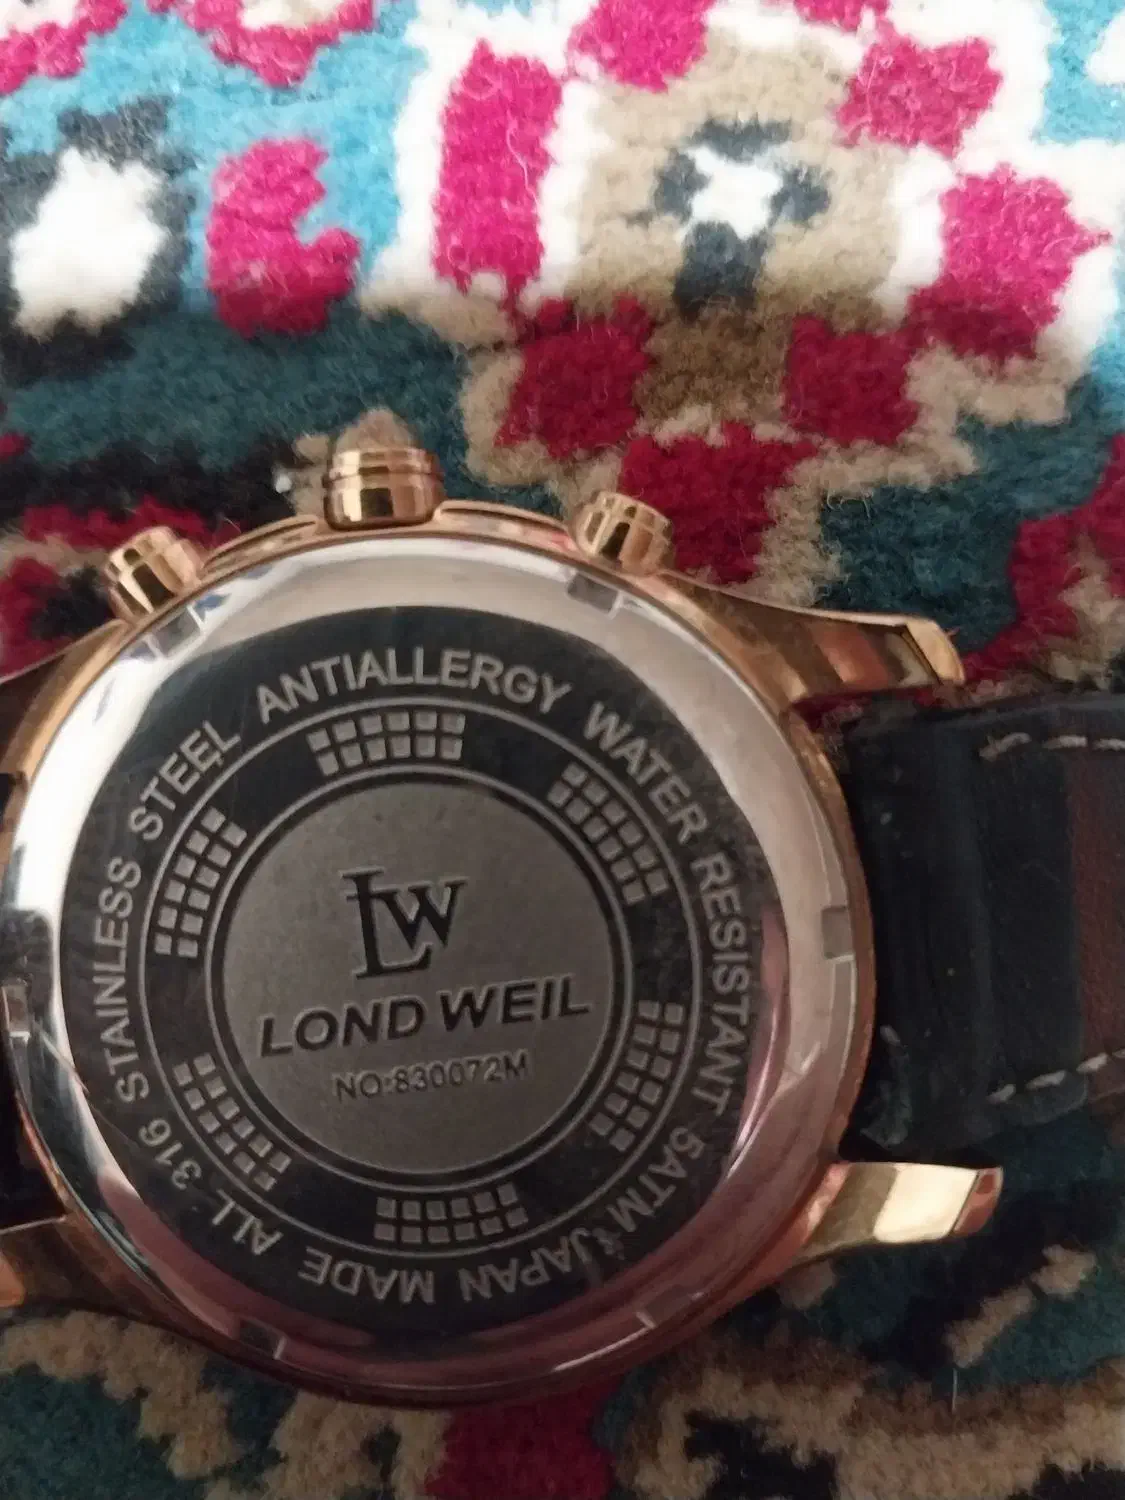 ALL 316 STAINLESS STEEL ANTIALLERGY WATER RESISTANT 5ATM JAPAN MADE
LW
LOND WEIL
NO:830072M